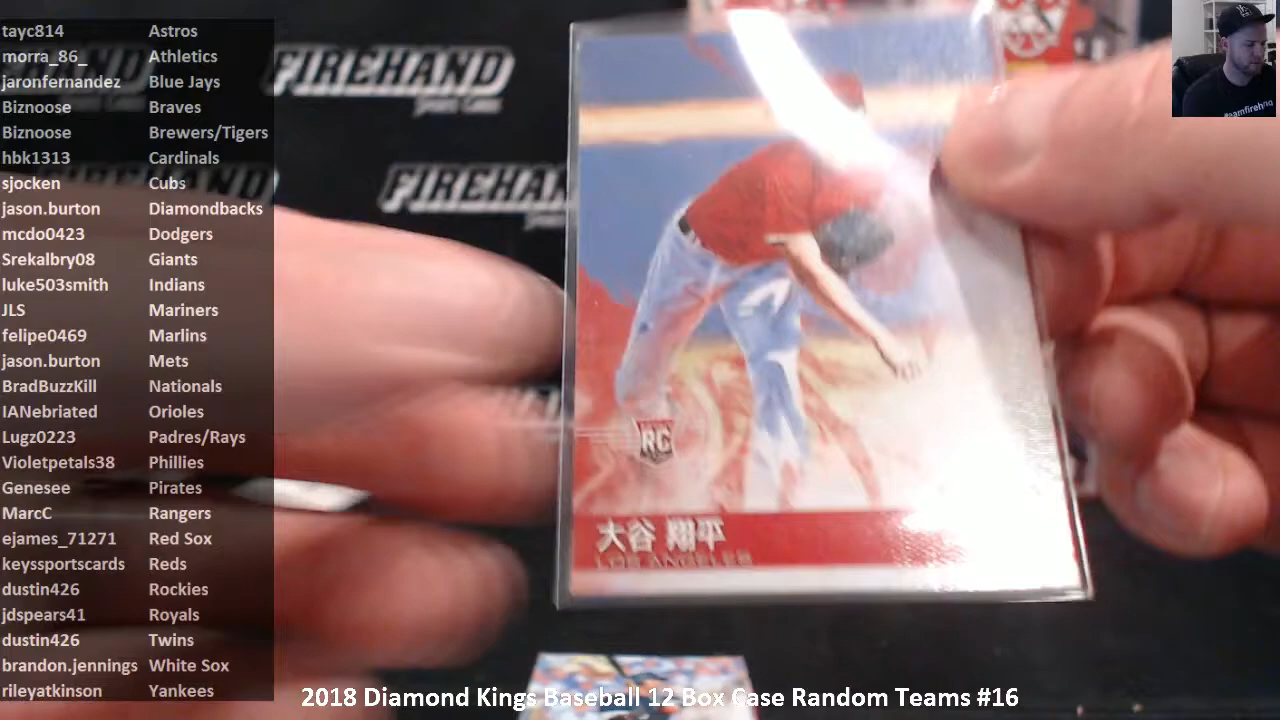 tayc814 Astros
morra_86_ Athletics
jaronfernandez Blue Jays
Biznoose Braves
Biznoose Brewers/Tigers
hbk1313 Cardinals
sjocken Cubs
jason.burton Diamondbacks
mcdo0423 Dodgers
Srekalbry08 Giants
luke503smith Indians
JLS Mariners
felipe0469 Marlins
jason.burton Mets
BradBuzzKill Nationals
IANebriated Orioles
Lugz0223 Padres/Rays
Violetpetals38 Phillies
Genesee Pirates
MarcC Rangers
ejames_71271 Red Sox
keyssportscards Reds
dustin426 Rockies
jdspears41 Royals
dustin426 Twins
brandon.jennings White Sox
rileyatkinson Yankees
FIREHAND
FIREHAN
RC
大谷 翔平
LOS ANGELES
2018 Diamond Kings Baseball 12 Box Case Random Teams #16